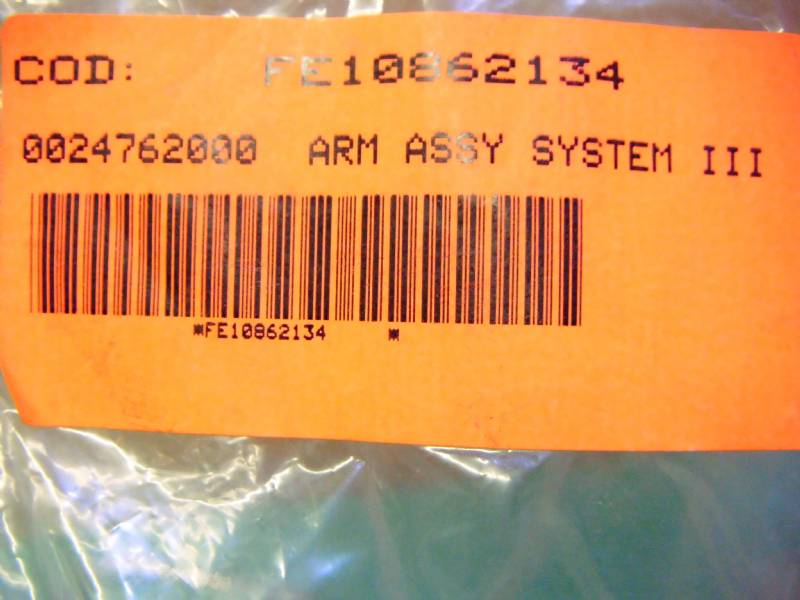 COD: FE10862134
0024762000 ARM ASSY SYSTEM III
*FE10862134 *